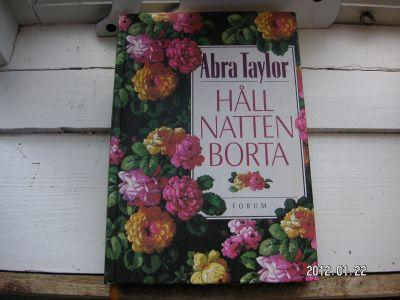 Abra Taylor
HÅLL
NATTEN
BORTA
FORUM
2012.01.22